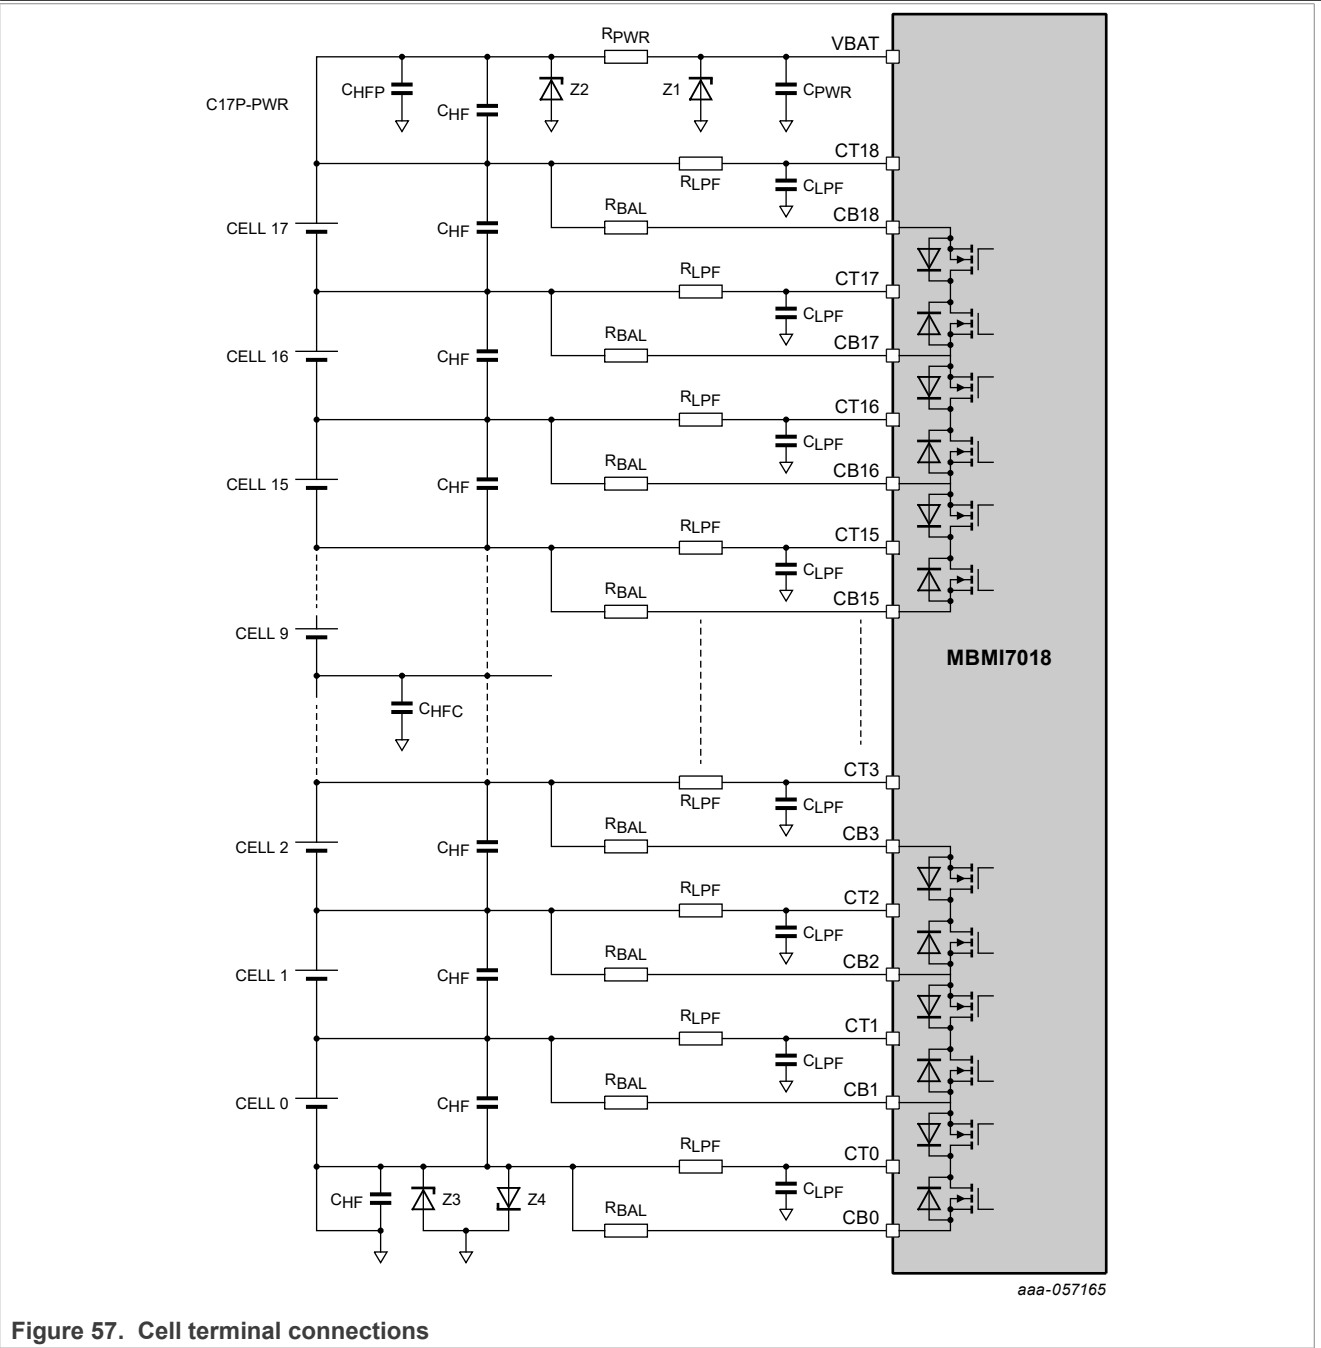 RPWR
VBAT
C17P-PWR
CHFP
CHF
Z2
Z1
CPWR
CT18
RLPF
CLPF
RBAL
CB18
CELL 17
CHF
RLPF
CT17
CLPF
RBAL
CB17
CELL 16
CHF
RLPF
CT16
CLPF
RBAL
CB16
CELL 15
CHF
RLPF
CT15
CLPF
RBAL
CB15
CELL 9
MBMI7018
CHFC
CT3
RLPF
CLPF
RBAL
CB3
CELL 2
CHF
RLPF
CT2
CLPF
RBAL
CB2
CELL 1
CHF
RLPF
CT1
CLPF
RBAL
CB1
CELL 0
CHF
RLPF
CT0
CHF
Z3
Z4
CLPF
RBAL
CB0
aaa-057165
Figure 57. Cell terminal connections